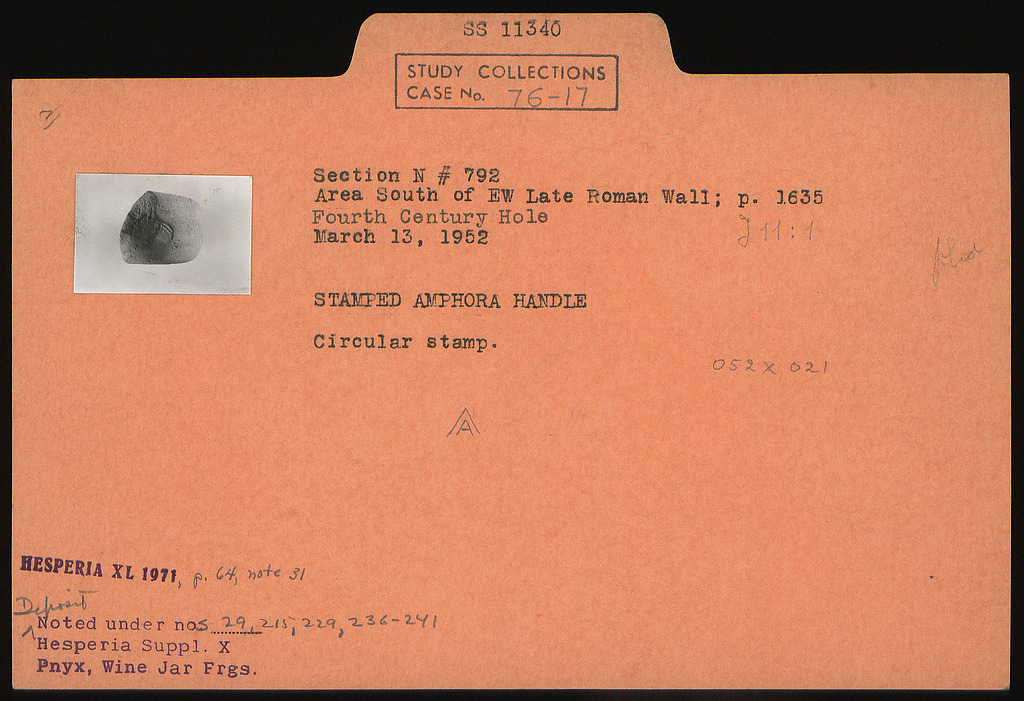 SS 11340
STUDY COLLECTIONS
CASE No. 76-17
Section N # 792
Area South of EW Late Roman Wall; p. 1635
Fourth Century Hole
March 13, 1952
J 11:1
STAMPED AMPHORA HANDLE
Circular stamp.
052 x 021
A
HESPERIA XL 1971, p. 64, note 31
Deposit
Noted under nos 29, 215, 229, 236-241
Hesperia Suppl. X
Pnyx, Wine Jar Frgs.